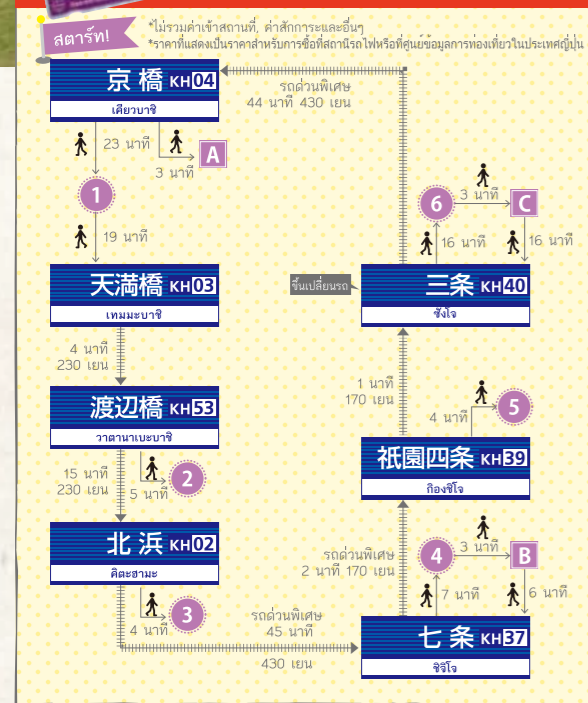 สตาร์ท!
*ไม่รวมค่าเข้าสถานที่, ค่าสักการะและอื่นๆ
*ราคาที่แสดงเป็นราคาสำหรับการซื้อที่สถานีรถไฟหรือที่ศูนย์ข้อมูลการท่องเที่ยวในประเทศญี่ปุ่น
京橋 KH04
เคียวบาชิ
รถด่วนพิเศษ
44 นาที 430 เยน
23 นาที
A
3 นาที
1
19 นาที
天満橋 KH03
เทมมะบาชิ
4 นาที
230 เยน
渡辺橋 KH53
วาตานาเบะบาชิ
15 นาที
230 เยน
5 นาที
2
北浜 KH02
คิตะฮามะ
4 นาที
3
รถด่วนพิเศษ
45 นาที
430 เยน
6
3 นาที
C
16 นาที
16 นาที
ขึ้นเปลี่ยนรถ
三条 KH40
ซังโจ
1 นาที
170 เยน
4 นาที
5
祇園四条 KH39
กิองชิโจ
รถด่วนพิเศษ
2 นาที 170 เยน
4
3 นาที
B
7 นาที
6 นาที
七条 KH37
ชิจิโจ